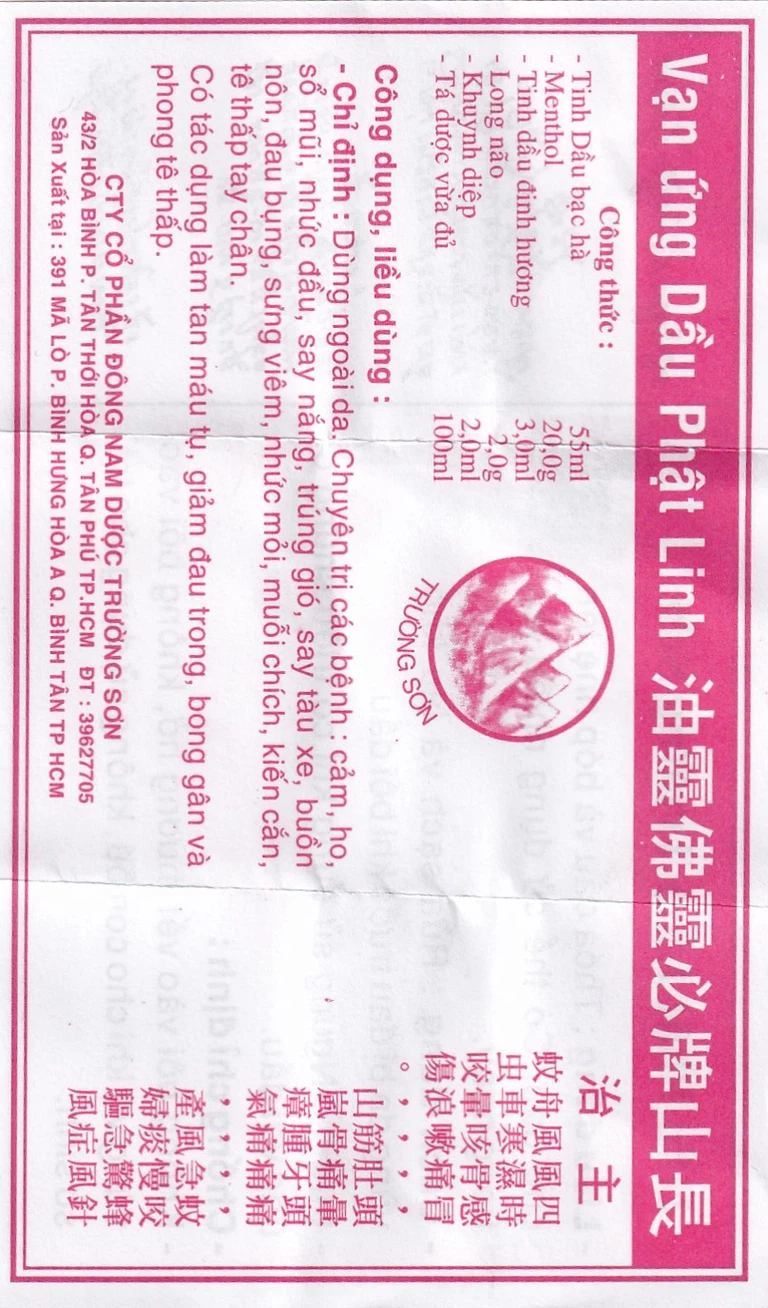 Vạn ứng Dầu Phật Linh 長山牌必靈佛靈油
Công thức :
- Tinh Dầu bạc hà 55ml
- Menthol 20,0g
- Tinh dầu đinh hương 3,0ml
- Long não 2,0g
- Khuynh diệp 2,0ml
- Tá dược vừa đủ 100ml
TRƯỜNG SƠN
Công dụng, liều dùng :
- Chỉ định : Dùng ngoài da, Chuyên trị các bệnh : cảm, ho,
sổ mũi, nhức đầu, say nắng, trúng gió, say tàu xe, buồn
nôn, đau bụng, sưng viêm, nhức mỏi, muỗi chích, kiến cắn,
tê thấp tay chân.
Có tác dụng làm tan máu tụ, giảm đau trong, bong gân và
phong tê thấp.
CTY CỔ PHẦN ĐÔNG NAM DƯỢC TRƯỜNG SƠN
43/2 HÒA BÌNH P. TÂN THỚI HÒA Q. TÂN PHÚ TP.HCM ĐT : 39627705
Sản Xuất tại : 391 MÃ LÒ P. BÌNH HƯNG HÒA A Q. BÌNH TÂN TP HCM
主治
四時感冒，頭暈頭痛，蚊咬蜂針
風濕骨痛，肚痛牙痛，急慢驚風
風寒咳嗽，筋骨腫痛，風痰急症
舟車暈浪，山嵐瘴氣，產婦驅風
蚊虫咬傷。